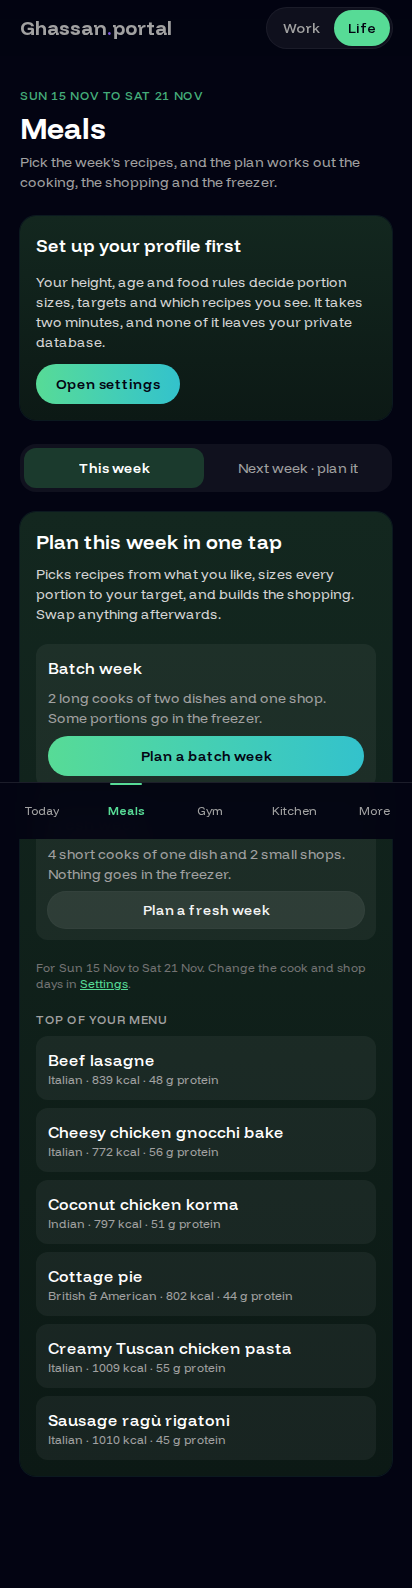 Ghassan.portal
Work
Life
SUN 15 NOV TO SAT 21 NOV
Meals
Pick the week's recipes, and the plan works out the
cooking, the shopping and the freezer.
Set up your profile first
Your height, age and food rules decide portion
sizes, targets and which recipes you see. It takes
two minutes, and none of it leaves your private
database.
Open settings
This week
Next week · plan it
Plan this week in one tap
Picks recipes from what you like, sizes every
portion to your target, and builds the shopping.
Swap anything afterwards.
Batch week
2 long cooks of two dishes and one shop.
Some portions go in the freezer.
Plan a batch week
Today
Meals
Gym
Kitchen
More
4 short cooks of one dish and 2 small shops.
Nothing goes in the freezer.
Plan a fresh week
For Sun 15 Nov to Sat 21 Nov. Change the cook and shop
days in Settings.
TOP OF YOUR MENU
Beef lasagne
Italian · 839 kcal · 48 g protein
Cheesy chicken gnocchi bake
Italian · 772 kcal · 56 g protein
Coconut chicken korma
Indian · 797 kcal · 51 g protein
Cottage pie
British & American · 802 kcal · 44 g protein
Creamy Tuscan chicken pasta
Italian · 1009 kcal · 55 g protein
Sausage ragù rigatoni
Italian · 1010 kcal · 45 g protein